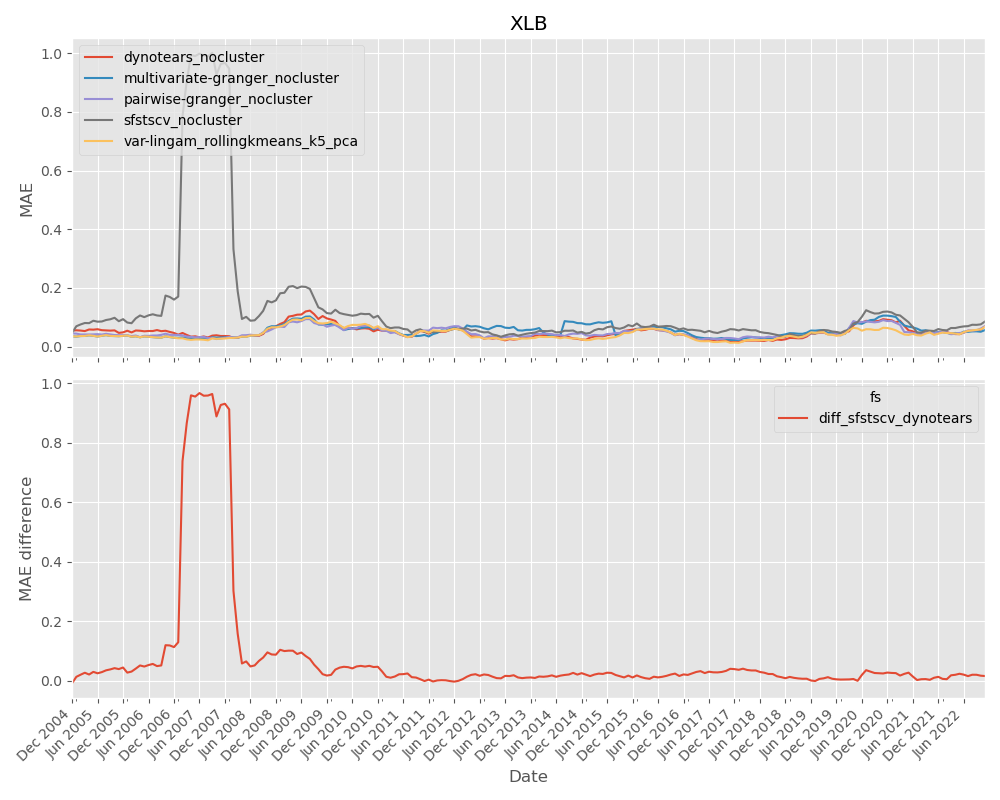 XLB
dynotears_nocluster
multivariate-granger_nocluster
pairwise-granger_nocluster
sfstscv_nocluster
var-lingam_rollingkmeans_k5_pca
MAE
1.0
0.8
0.6
0.4
0.2
0.0
fs
diff_sfstscv_dynotears
MAE difference
1.0
0.8
0.6
0.4
0.2
0.0
Dec 2004
Jun 2005
Dec 2005
Jun 2006
Dec 2006
Jun 2007
Dec 2007
Jun 2008
Dec 2008
Jun 2009
Dec 2009
Jun 2010
Dec 2010
Jun 2011
Dec 2011
Jun 2012
Dec 2012
Jun 2013
Dec 2013
Jun 2014
Dec 2014
Jun 2015
Dec 2015
Jun 2016
Dec 2016
Jun 2017
Dec 2017
Jun 2018
Dec 2018
Jun 2019
Dec 2019
Jun 2020
Dec 2020
Jun 2021
Dec 2021
Jun 2022
Date